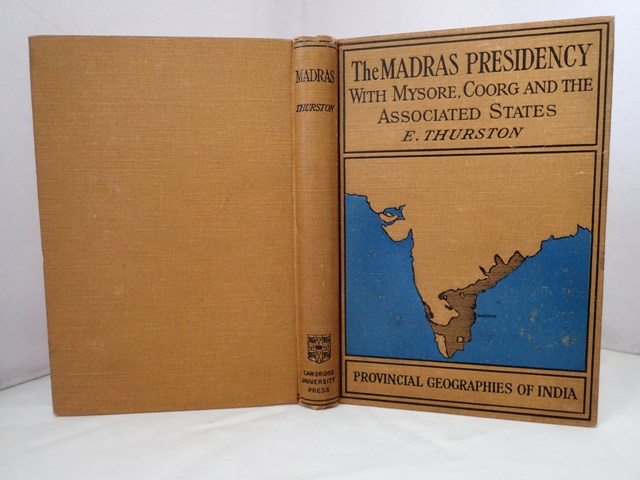 MADRAS
THURSTON
CAMBRIDGE
UNIVERSITY
PRESS
The MADRAS PRESIDENCY
WITH MYSORE, COORG AND THE
ASSOCIATED STATES
E. THURSTON
MADRAS
PROVINCIAL GEOGRAPHIES OF INDIA